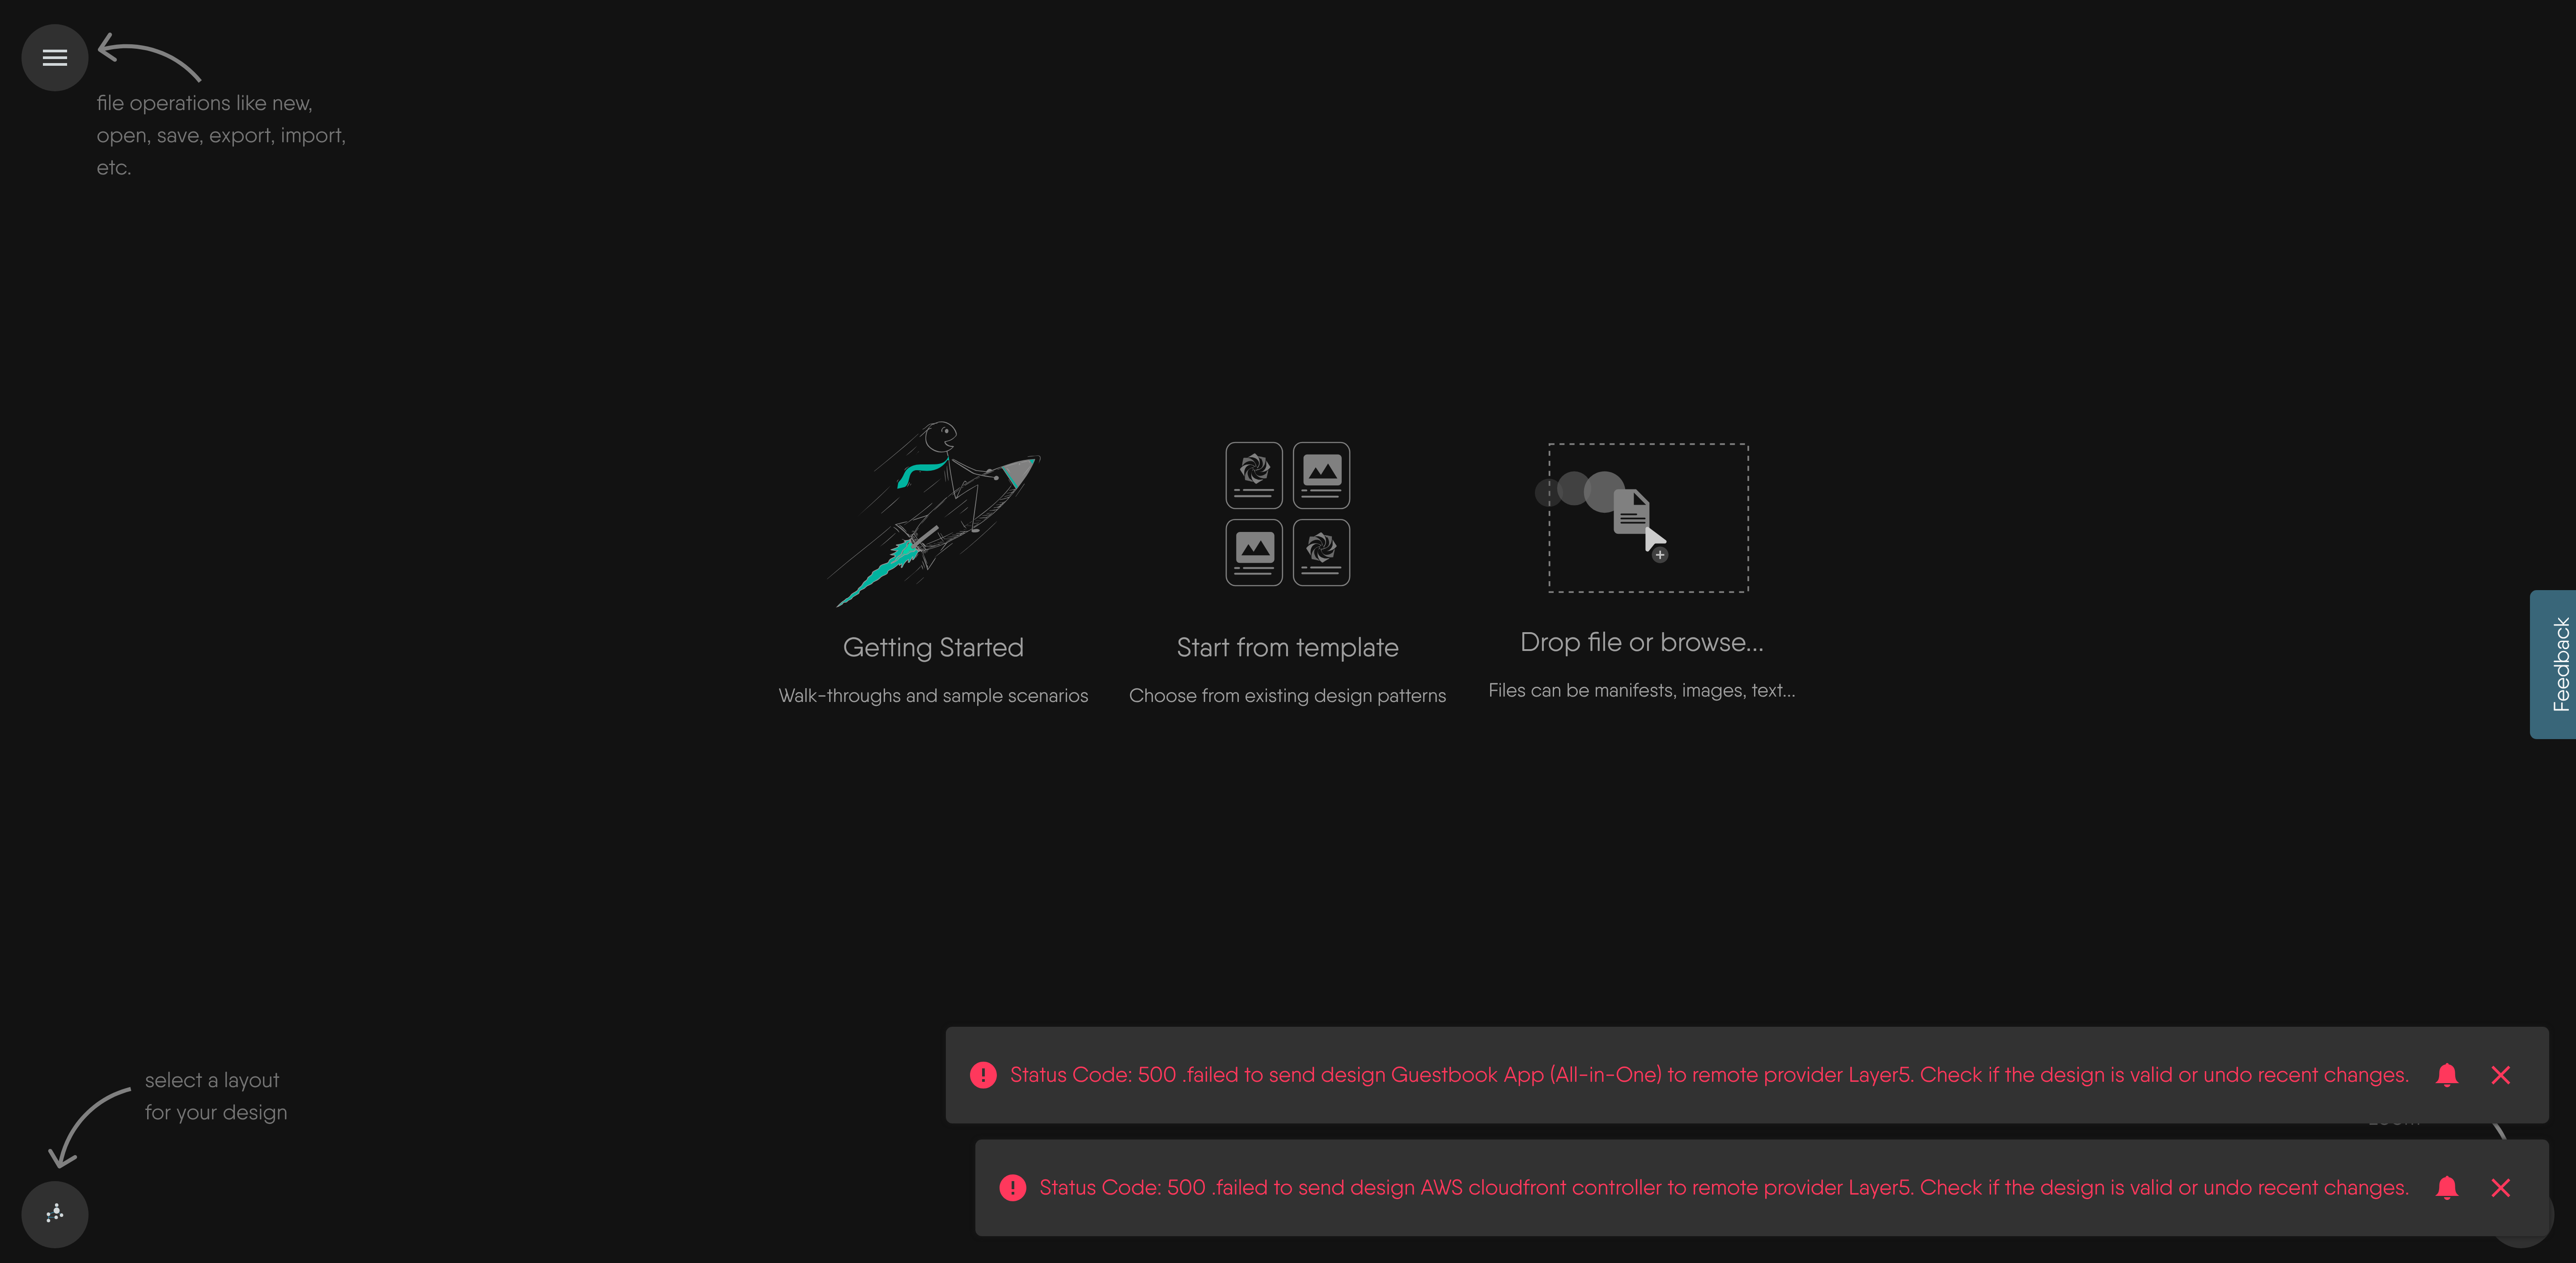 file operations like new,
open, save, export, import,
etc.
Getting Started
Walk-throughs and sample scenarios
Start from template
Choose from existing design patterns
Drop file or browse...
Files can be manifests, images, text...
Feedback
select a layout
for your design
Status Code: 500 .failed to send design Guestbook App (All-in-One) to remote provider Layer5. Check if the design is valid or undo recent changes.
Status Code: 500 .failed to send design AWS cloudfront controller to remote provider Layer5. Check if the design is valid or undo recent changes.